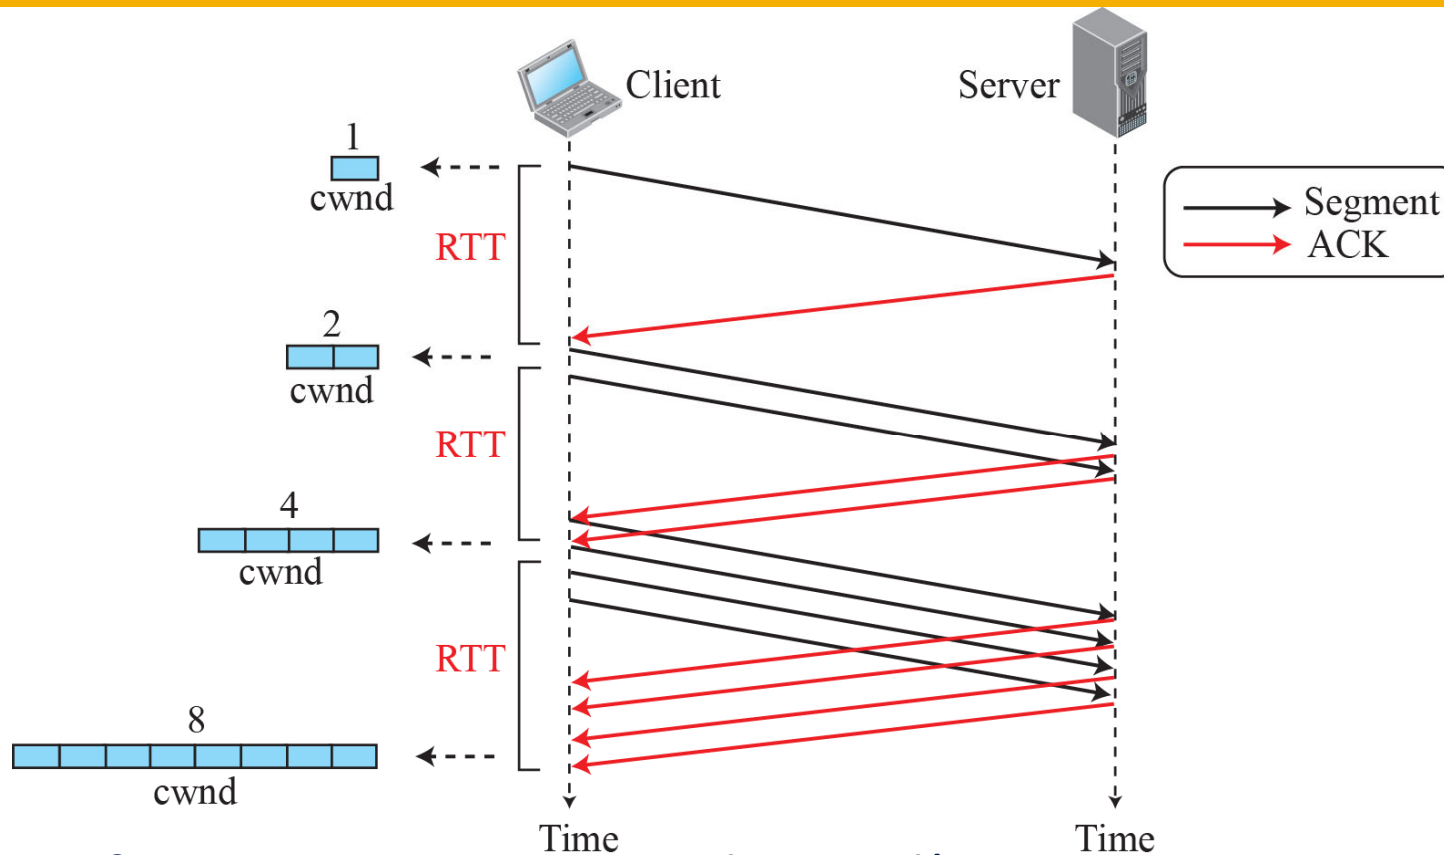 Client
Server
1
cwnd
Segment
ACK
RTT
2
cwnd
RTT
4
cwnd
RTT
8
cwnd
Time
Time